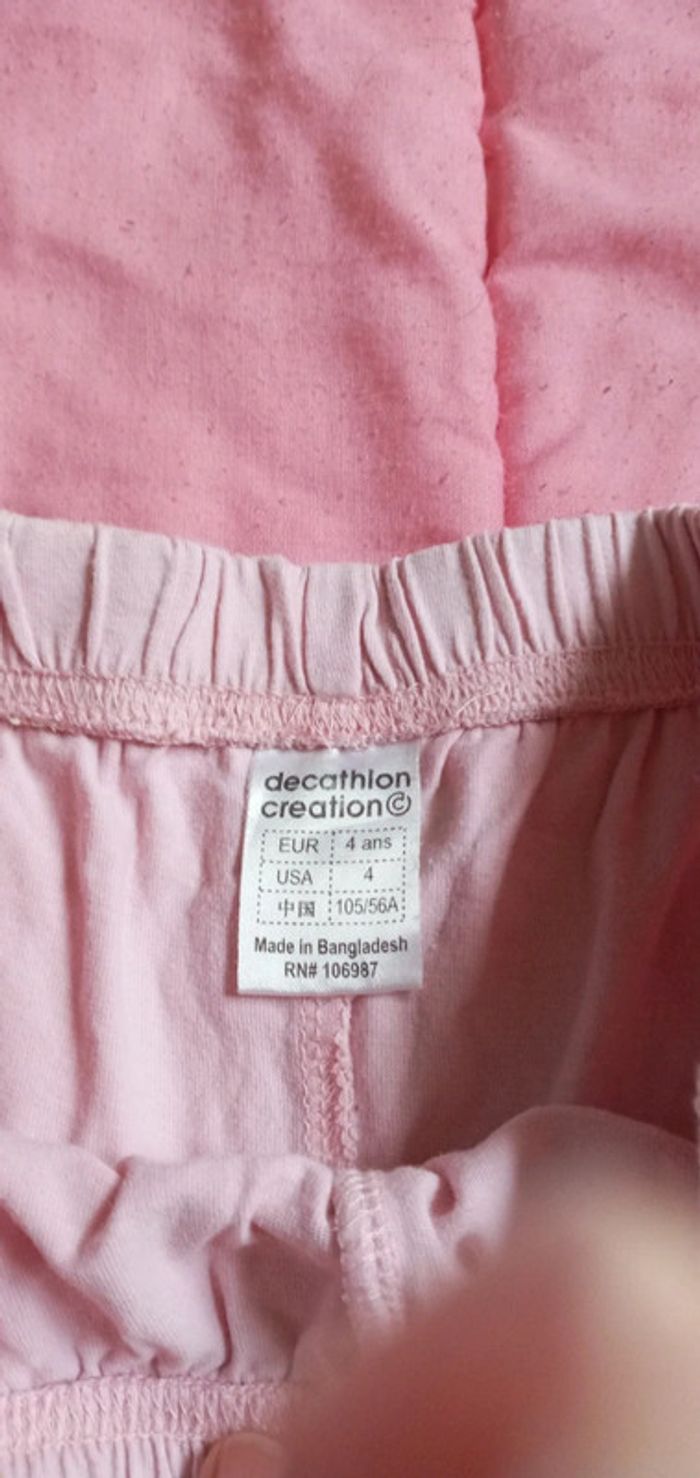 decathlon
creation©
EUR 4 ans
USA 4
中国 105/56A
Made in Bangladesh
RN# 106987